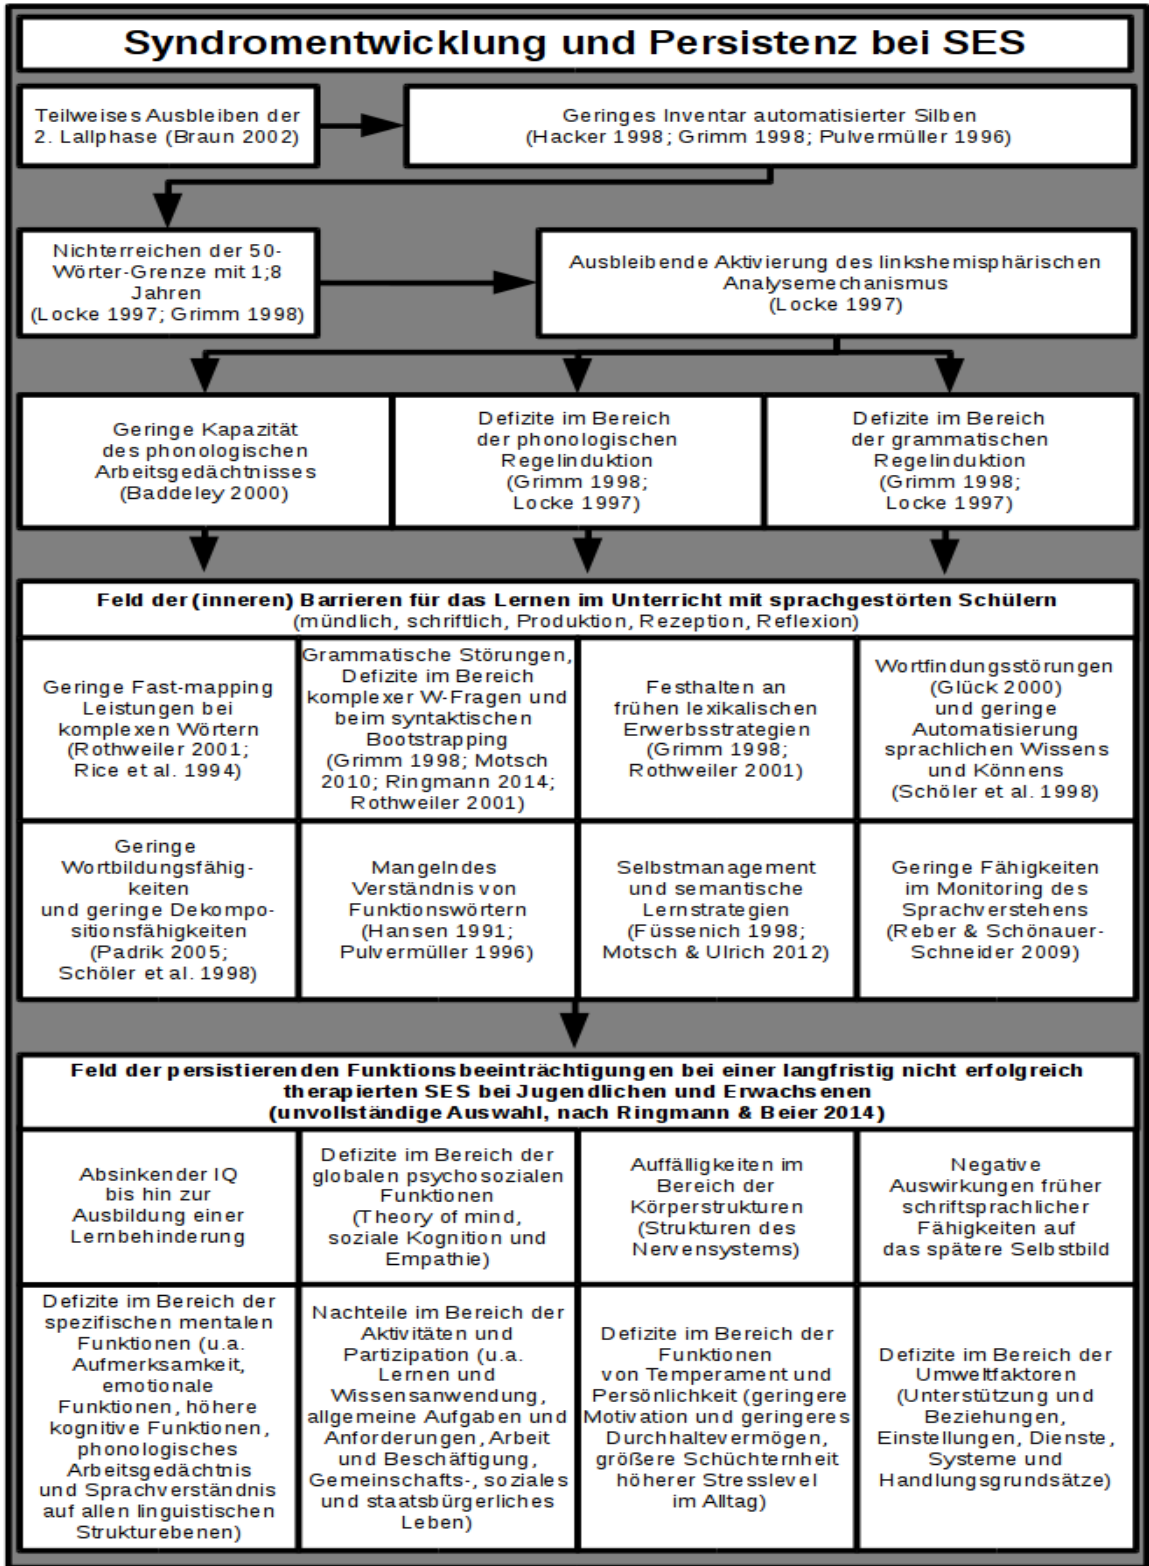 Syndromentwicklung und Persistenz bei SES
Teilweises Ausbleiben der
2. Lallphase (Braun 2002)
Geringes Inventar automatisierter Silben
(Hacker 1998; Grimm 1998; Pulvermüller 1996)
Nichterreichen der 50-
Wörter-Grenze mit 1;8
Jahren
(Locke 1997; Grimm 1998)
Ausbleibende Aktivierung des linkshemisphärischen
Analysemechanismus
(Locke 1997)
Geringe Kapazität
des phonologischen
Arbeitsgedächtnisses
(Baddeley 2000)
Defizite im Bereich
der phonologischen
Regelinduktion
(Grimm 1998;
Locke 1997)
Defizite im Bereich
der grammatischen
Regelinduktion
(Grimm 1998;
Locke 1997)
Feld der (inneren) Barrieren für das Lernen im Unterricht mit sprachgestörten Schülern
(mündlich, schriftlich, Produktion, Rezeption, Reflexion)
Geringe Fast-mapping
Leistungen bei
komplexen Wörtern
(Rothweiler 2001;
Rice et al. 1994)
Grammatische Störungen,
Defizite im Bereich
komplexer W-Fragen und
beim syntaktischen
Bootstrapping
(Grimm 1998; Motsch
2010; Ringmann 2014;
Rothweiler 2001)
Festhalten an
frühen lexikalischen
Erwerbsstrategien
(Grimm 1998;
Rothweiler 2001)
Wortfindungsstörungen
(Glück 2000)
und geringe
Automatisierung
sprachlichen Wissens
und Könnens
(Schöler et al. 1998)
Geringe
Wortbildungsfähig-
keiten
und geringe Dekompo-
sitionsfähigkeiten
(Padrik 2005;
Schöler et al. 1998)
Mangelndes
Verständnis von
Funktionswörtern
(Hansen 1991;
Pulvermüller 1996)
Selbstmanagement
und semantische
Lernstrategien
(Füssenich 1998;
Motsch & Ulrich 2012)
Geringe Fähigkeiten
im Monitoring des
Sprachverstehens
(Reber & Schönauer-
Schneider 2009)
Feld der persistierenden Funktionsbeeinträchtigungen bei einer langfristig nicht erfolgreich
therapierten SES bei Jugendlichen und Erwachsenen
(unvollständige Auswahl, nach Ringmann & Beier 2014)
Absinkender IQ
bis hin zur
Ausbildung einer
Lernbehinderung
Defizite im Bereich der
globalen psychosozialen
Funktionen
(Theory of mind,
soziale Kognition und
Empathie)
Auffälligkeiten im
Bereich der
Körperstrukturen
(Strukturen des
Nervensystems)
Negative
Auswirkungen früher
schriftsprachlicher
Fähigkeiten auf
das spätere Selbstbild
Defizite im Bereich der
spezifischen mentalen
Funktionen (u.a.
Aufmerksamkeit,
emotionale
Funktionen, höhere
kognitive Funktionen,
phonologisches
Arbeitsgedächtnis
und Sprachverständnis
auf allen linguistischen
Strukturebenen)
Nachteile im Bereich der
Aktivitäten und
Partizipation (u.a.
Lernen und
Wissensanwendung,
allgemeine Aufgaben und
Anforderungen, Arbeit
und Beschäftigung,
Gemeinschafts-, soziales
und staatsbürgerliches
Leben)
Defizite im Bereich der
Funktionen
von Temperament und
Persönlichkeit (geringere
Motivation und geringeres
Durchhaltevermögen,
größere Schüchternheit
höherer Stresslevel
im Alltag)
Defizite im Bereich der
Umweltfaktoren
(Unterstützung und
Beziehungen,
Einstellungen, Dienste,
Systeme und
Handlungsgrundsätze)